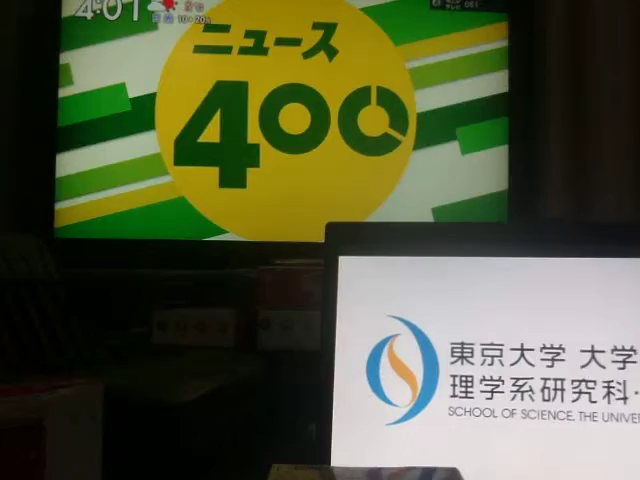 4:01
ニュース
400
東京大学 大学
理学系研究科・
SCHOOL OF SCIENCE, THE UNIVER